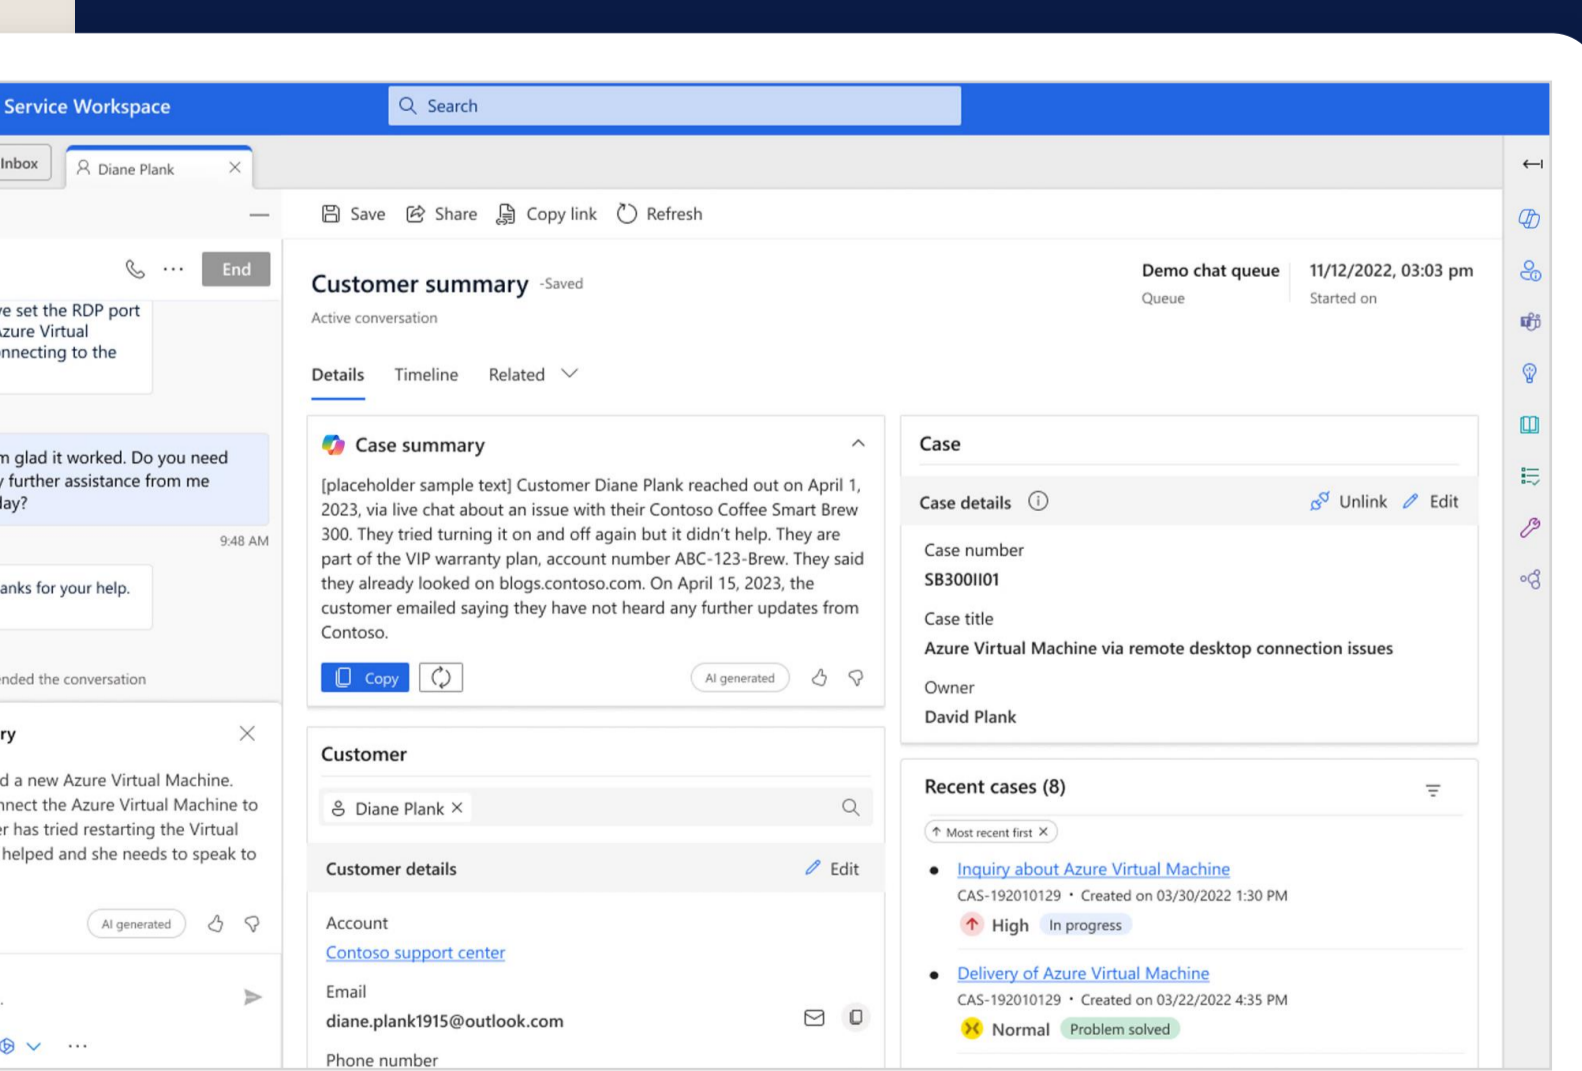 Service Workspace
Search
Inbox
Diane Plank
Save
Share
Copy link
Refresh
End
ve set the RDP port
Azure Virtual
nnecting to the
m glad it worked. Do you need
y further assistance from me
day?
9:48 AM
anks for your help.
ended the conversation
ry
d a new Azure Virtual Machine.
nnect the Azure Virtual Machine to
er has tried restarting the Virtual
helped and she needs to speak to
AI generated
Customer summary -Saved
Active conversation
Demo chat queue
Queue
11/12/2022, 03:03 pm
Started on
Details
Timeline
Related
Case summary
[placeholder sample text] Customer Diane Plank reached out on April 1,
2023, via live chat about an issue with their Contoso Coffee Smart Brew
300. They tried turning it on and off again but it didn't help. They are
part of the VIP warranty plan, account number ABC-123-Brew. They said
they already looked on blogs.contoso.com. On April 15, 2023, the
customer emailed saying they have not heard any further updates from
Contoso.
Copy
AI generated
Customer
Diane Plank
Customer details
Edit
Account
Contoso support center
Email
diane.plank1915@outlook.com
Phone number
Case
Case details
Unlink
Edit
Case number
SB300II01
Case title
Azure Virtual Machine via remote desktop connection issues
Owner
David Plank
Recent cases (8)
Most recent first
Inquiry about Azure Virtual Machine
CAS-192010129 • Created on 03/30/2022 1:30 PM
High
In progress
Delivery of Azure Virtual Machine
CAS-192010129 • Created on 03/22/2022 4:35 PM
Normal
Problem solved